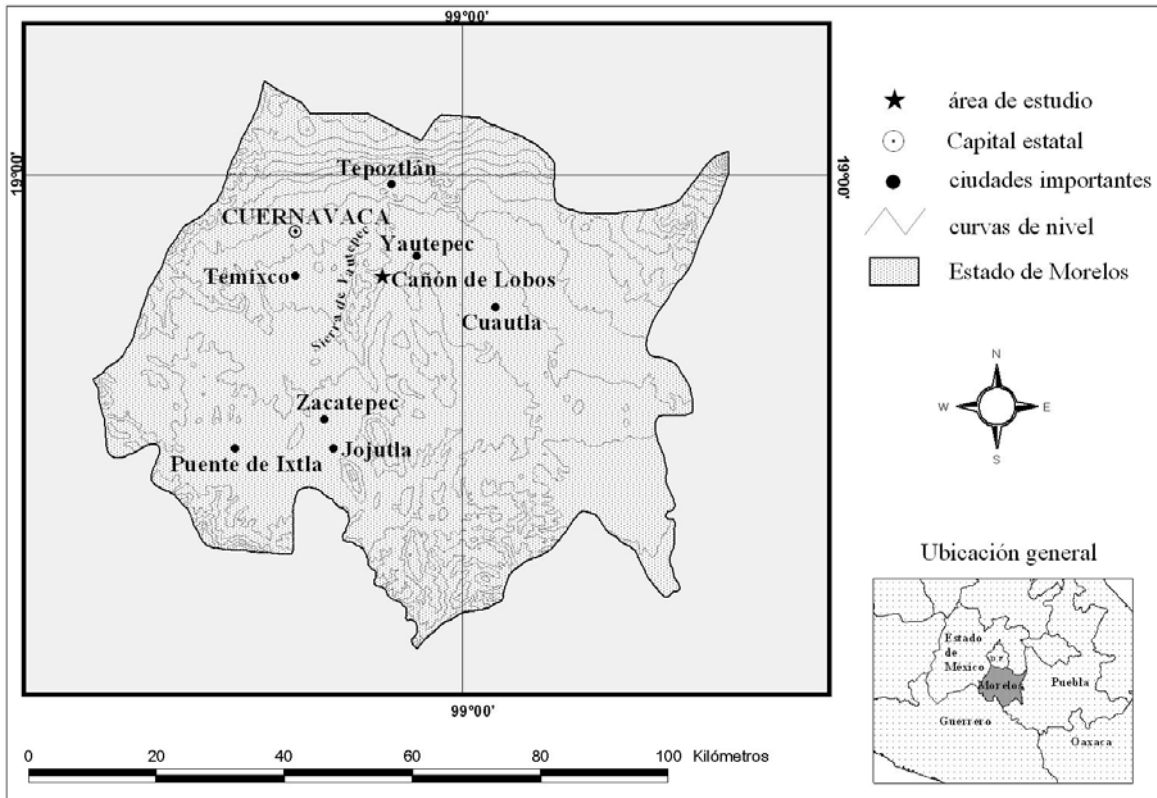 99°00'
19°00'
19°00'
Tepoztlán
CUERNAVACA
Yautepec
Sierra de Yautepec
Temixco
Cañón de Lobos
Cuautla
Zacatepec
Puente de Ixtla
Jojutla
99°00'
0 20 40 60 80 100 Kilómetros
área de estudio
Capital estatal
ciudades importantes
curvas de nivel
Estado de Morelos
N
W E
S
Ubicación general
Estado
de
México
D.F.
Morelos
Puebla
Guerrero
Oaxaca